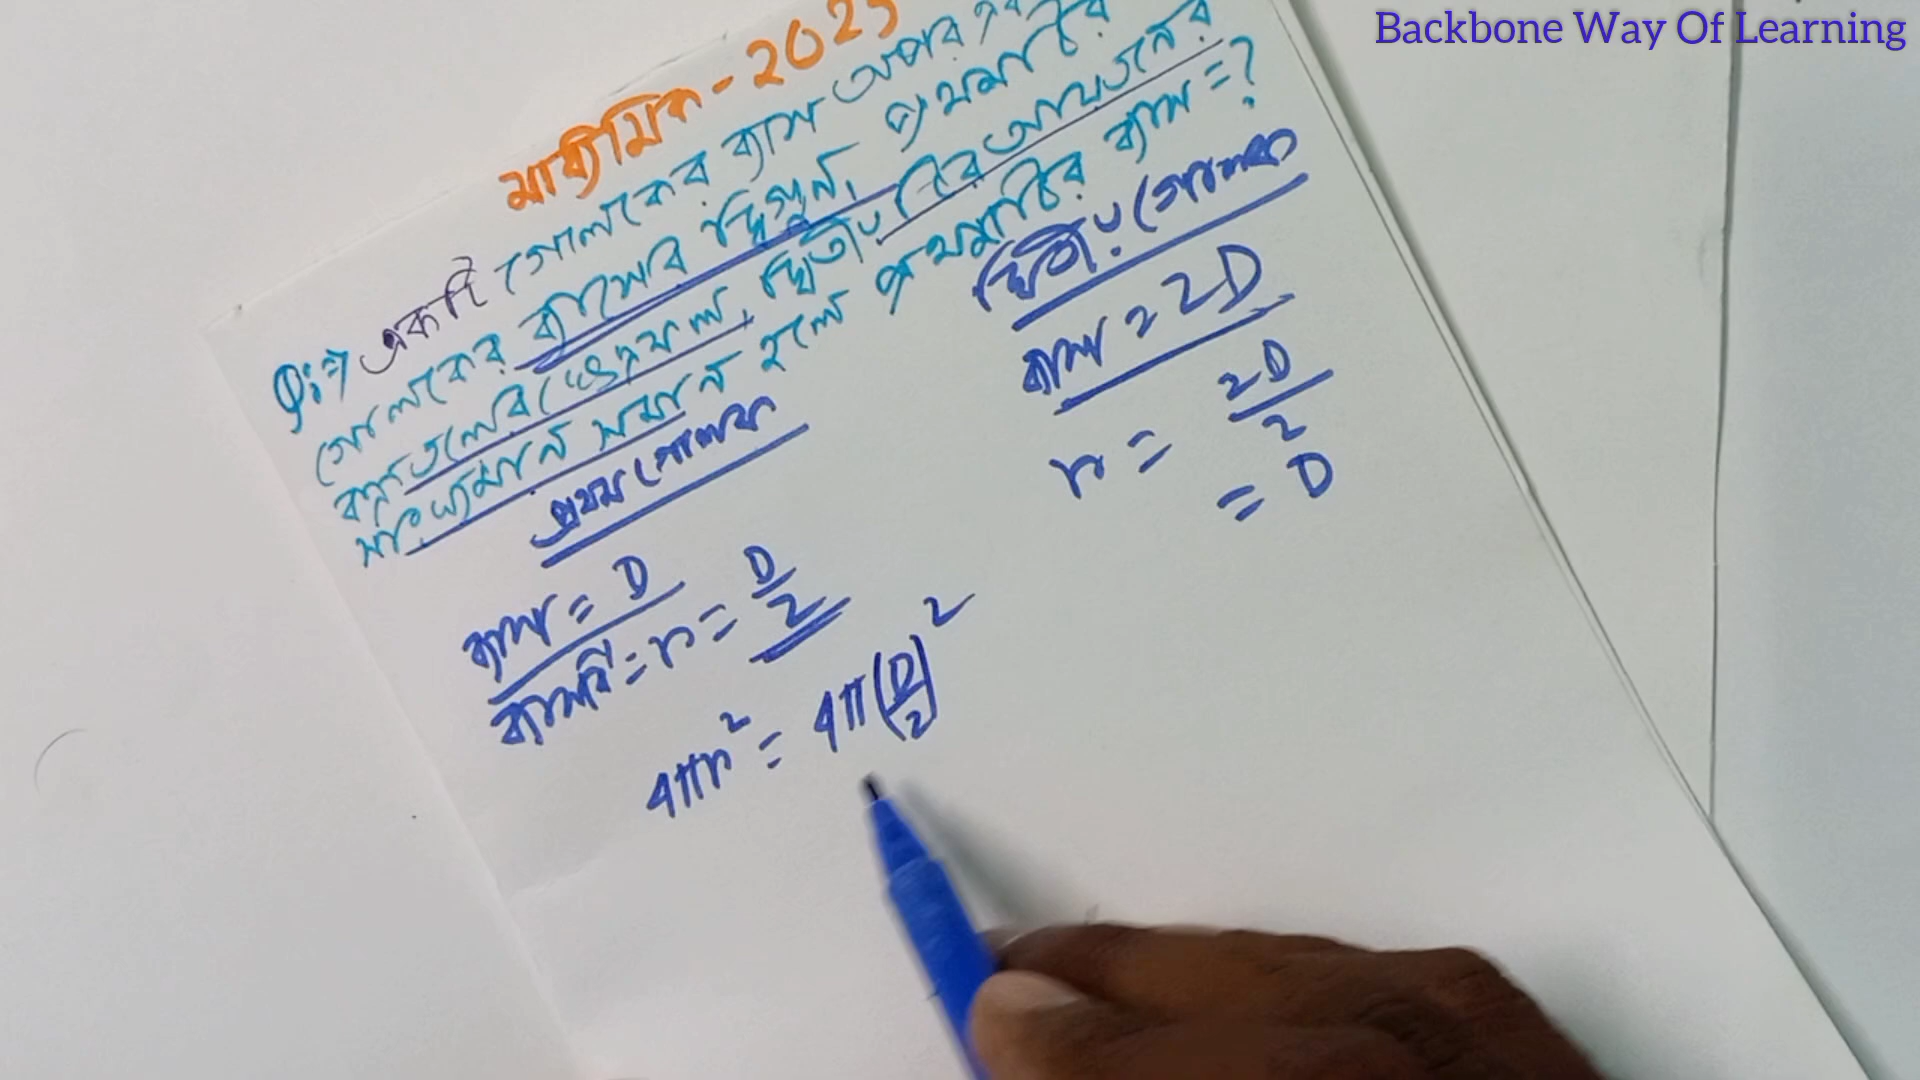 Backbone Way Of Learning
মাধ্যমিক-2023
Q:⇒ একটি গোলকের ব্যাস অপর
গোলকের ব্যাসের দ্বিগুন, প্রথমটির
বক্রতলের ক্ষেত্রফল, দ্বিতীয়টির আয়তনের
সাংখ্যমান সমান হলে প্রথমটির ব্যাস = ?
প্রথম গোলক
ব্যাস = D
ব্যাসার্ধ = r = D/2
4πr² = 4π(D/2)²
দ্বিতীয় গোলক
ব্যাস = 2D
r = 2D/2
= D